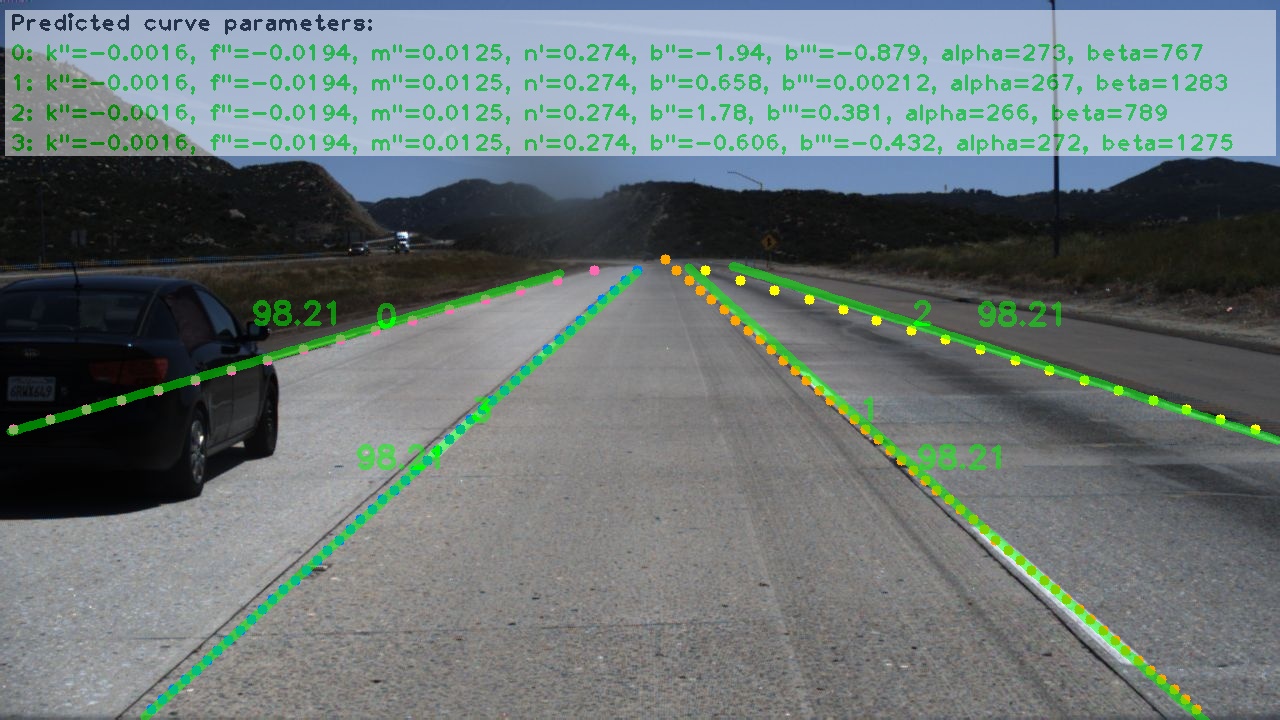 Predicted curve parameters:
0: k''=-0.0016, f''=-0.0194, m''=0.0125, n'=0.274, b''=-1.94, b'''=-0.879, alpha=273, beta=767
1: k''=-0.0016, f''=-0.0194, m''=0.0125, n'=0.274, b''=0.658, b'''=0.00212, alpha=267, beta=1283
2: k''=-0.0016, f''=-0.0194, m''=0.0125, n'=0.274, b''=1.78, b'''=0.381, alpha=266, beta=789
3: k''=-0.0016, f''=-0.0194, m''=0.0125, n'=0.274, b''=-0.606, b'''=-0.432, alpha=272, beta=1275
98.21 0 2 98.21
6RWX649
3 1
98.21 98.21